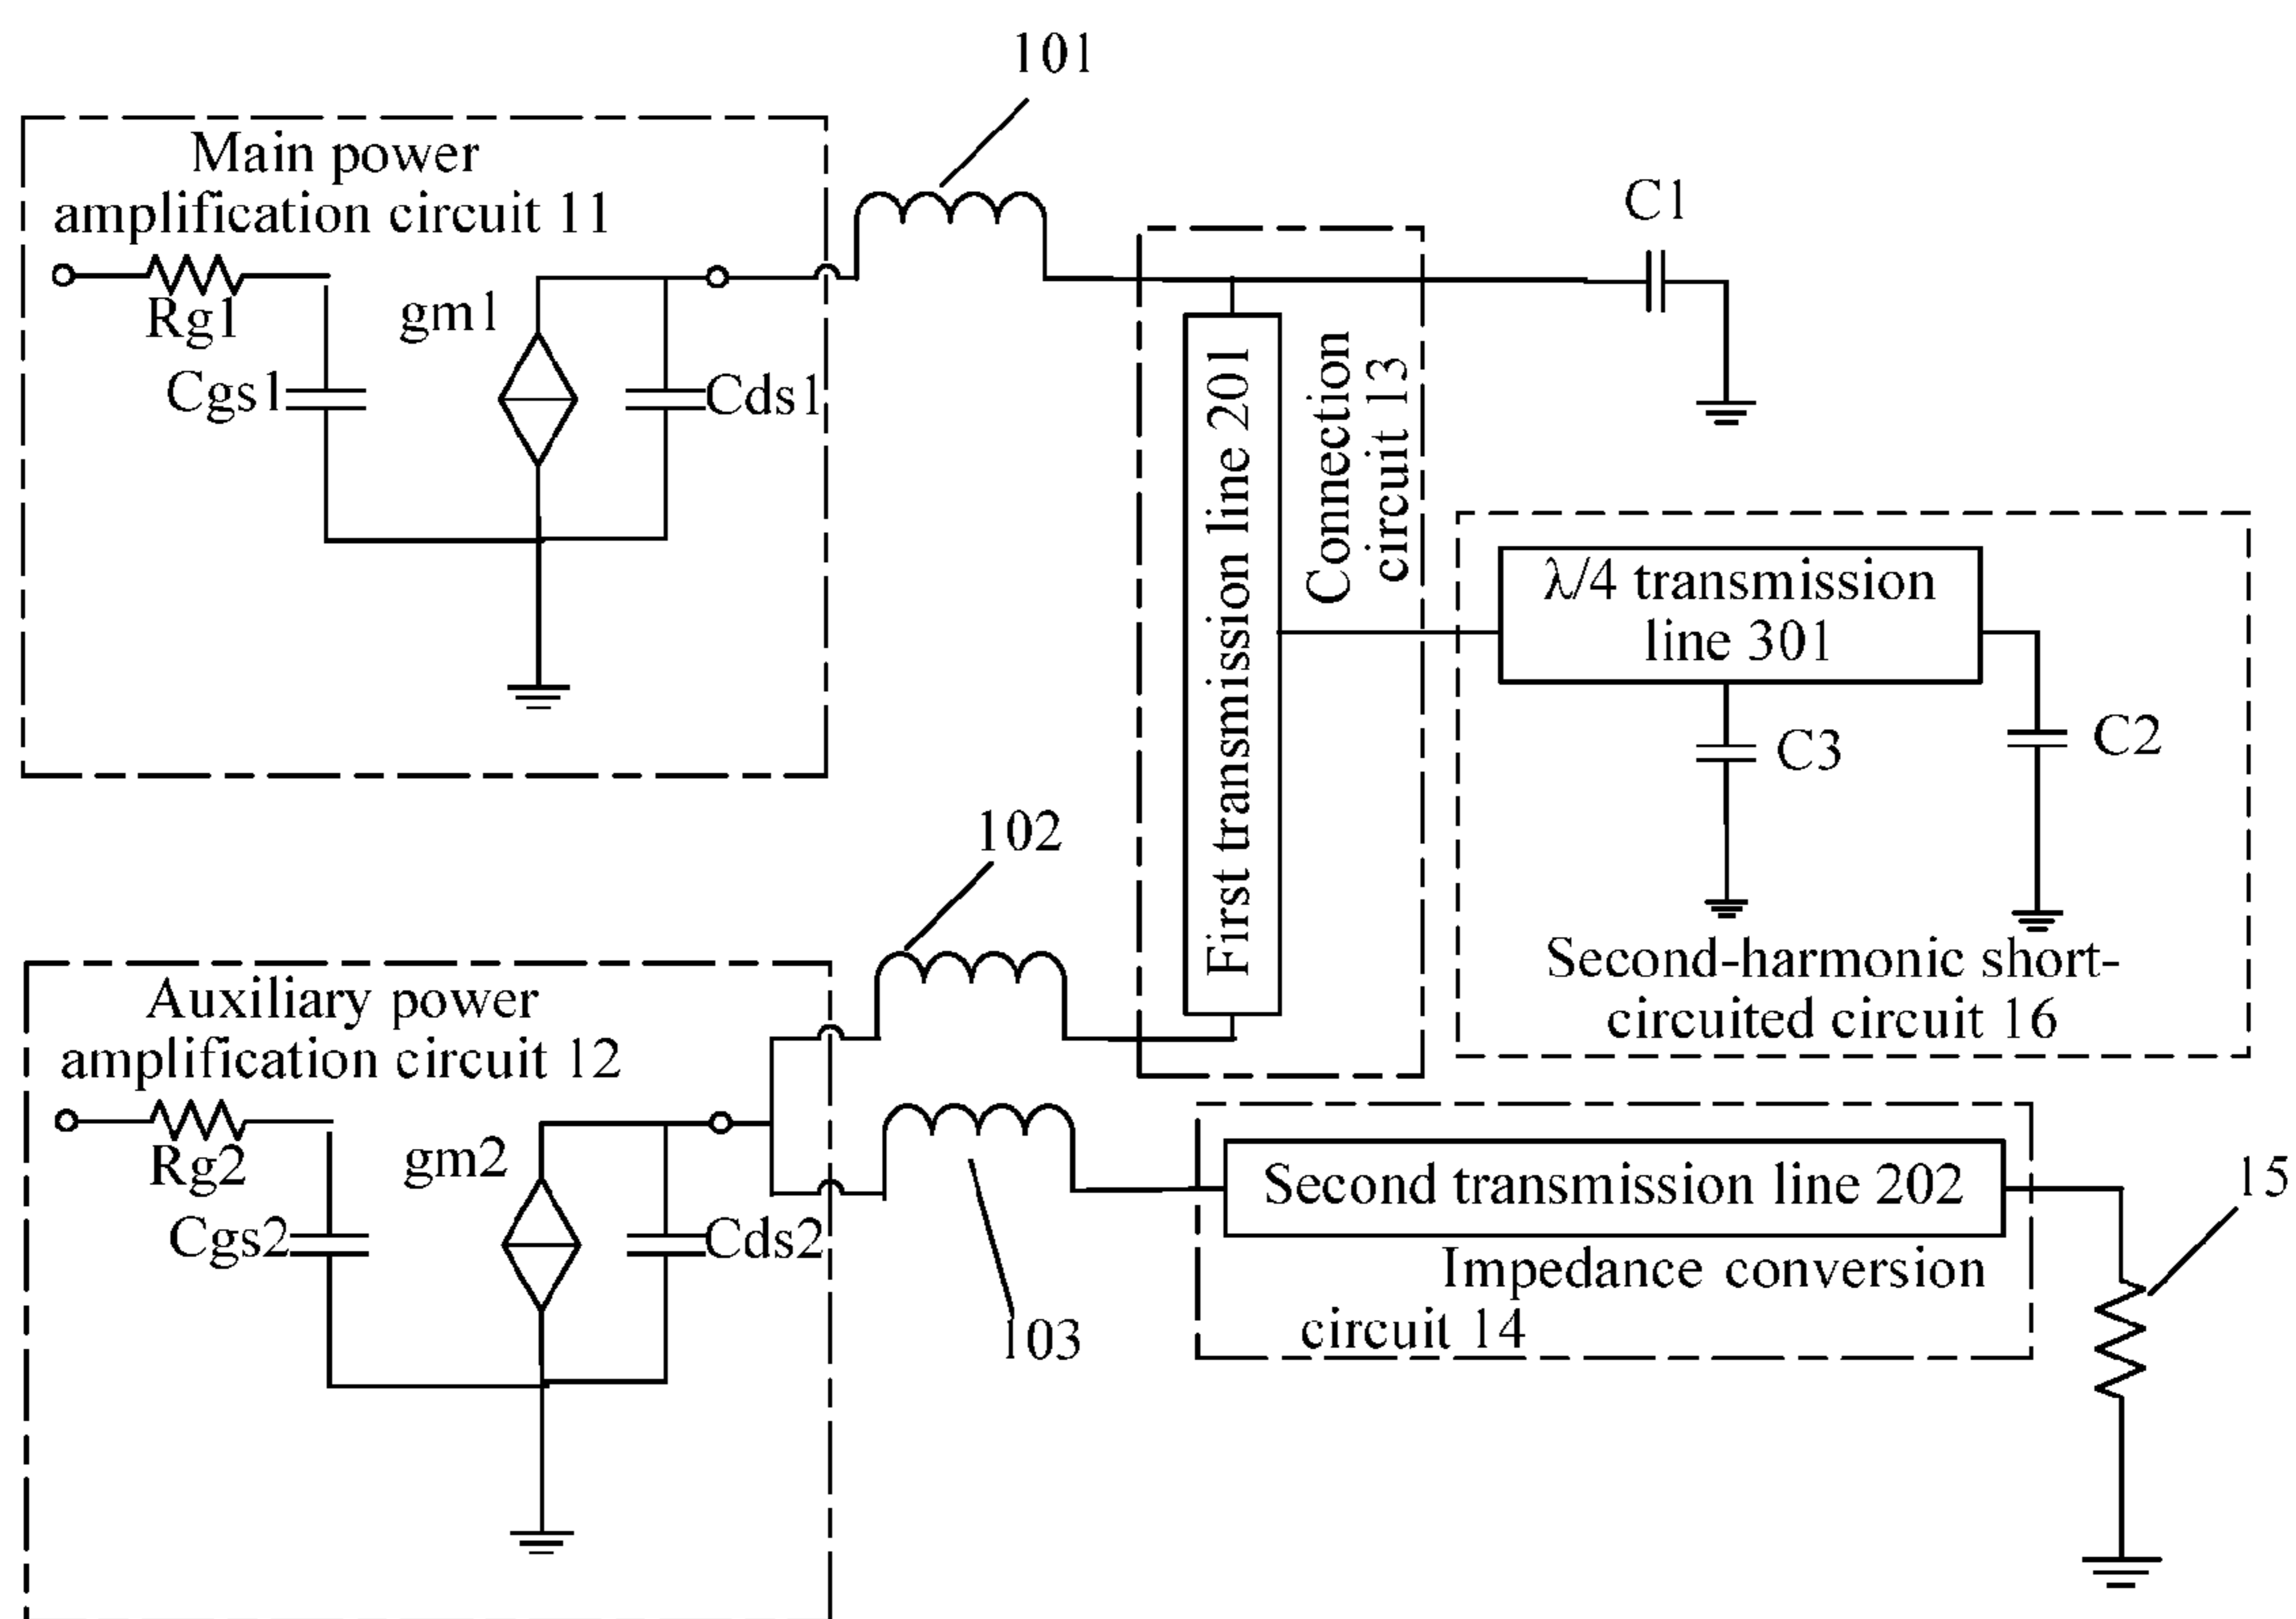 101
Main power
amplification circuit 11
C1
Rg1
gm1
Cgs1
Cds1
First transmission line 201
Connection
circuit 13
λ/4 transmission
line 301
C3
C2
Second-harmonic short-
circuited circuit 16
102
Auxiliary power
amplification circuit 12
Rg2
gm2
Cgs2
Cds2
103
Second transmission line 202
Impedance conversion
circuit 14
15